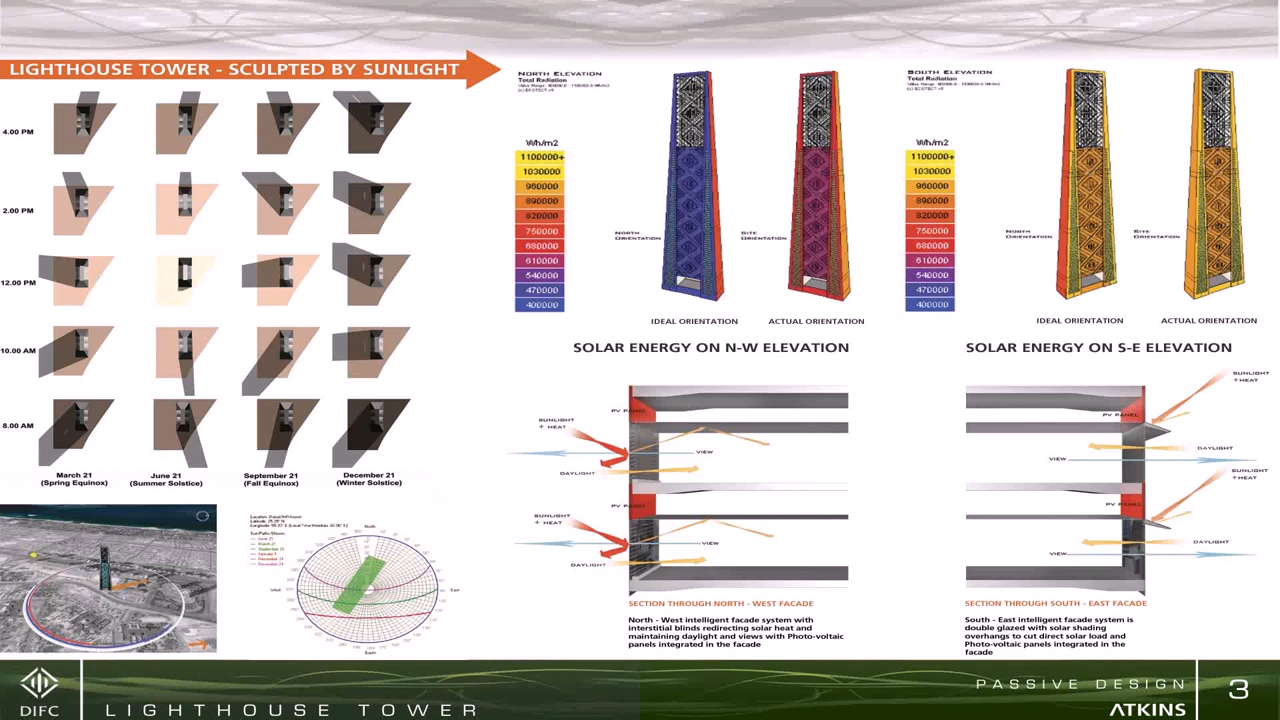 LIGHTHOUSE TOWER - SCULPTED BY SUNLIGHT
4.00 PM
2.00 PM
12.00 PM
10.00 AM
8.00 AM
March 21
(Spring Equinox)
June 21
(Summer Solstice)
September 21
(Fall Equinox)
December 21
(Winter Solstice)
NORTH ELEVATION
Total Radiation
Wh/m2
1100000+
1030000
960000
890000
820000
750000
680000
610000
540000
470000
400000
NORTH
ORIENTATION
SITE
ORIENTATION
IDEAL ORIENTATION
ACTUAL ORIENTATION
SOLAR ENERGY ON N-W ELEVATION
SOUTH ELEVATION
Total Radiation
Wh/m2
1100000+
1030000
960000
890000
820000
750000
680000
610000
540000
470000
400000
NORTH
ORIENTATION
SITE
ORIENTATION
IDEAL ORIENTATION
ACTUAL ORIENTATION
SOLAR ENERGY ON S-E ELEVATION
North
West
East
South
PV PANEL
SUNLIGHT
+ HEAT
VIEW
DAYLIGHT
PV PANEL
SUNLIGHT
+ HEAT
VIEW
DAYLIGHT
SECTION THROUGH NORTH - WEST FACADE
North - West intelligent facade system with
interstitial blinds redirecting solar heat and
maintaining daylight and views with Photo-voltaic
panels integrated in the facade
SUNLIGHT
+HEAT
PV PANEL
DAYLIGHT
VIEW
SUNLIGHT
+HEAT
PV PANEL
DAYLIGHT
VIEW
SECTION THROUGH SOUTH - EAST FACADE
South - East intelligent facade system is
double glazed with solar shading
overhangs to cut direct solar load and
Photo-voltaic panels integrated in the
facade
DIFC
LIGHTHOUSE TOWER
PASSIVE DESIGN
ATKINS
3